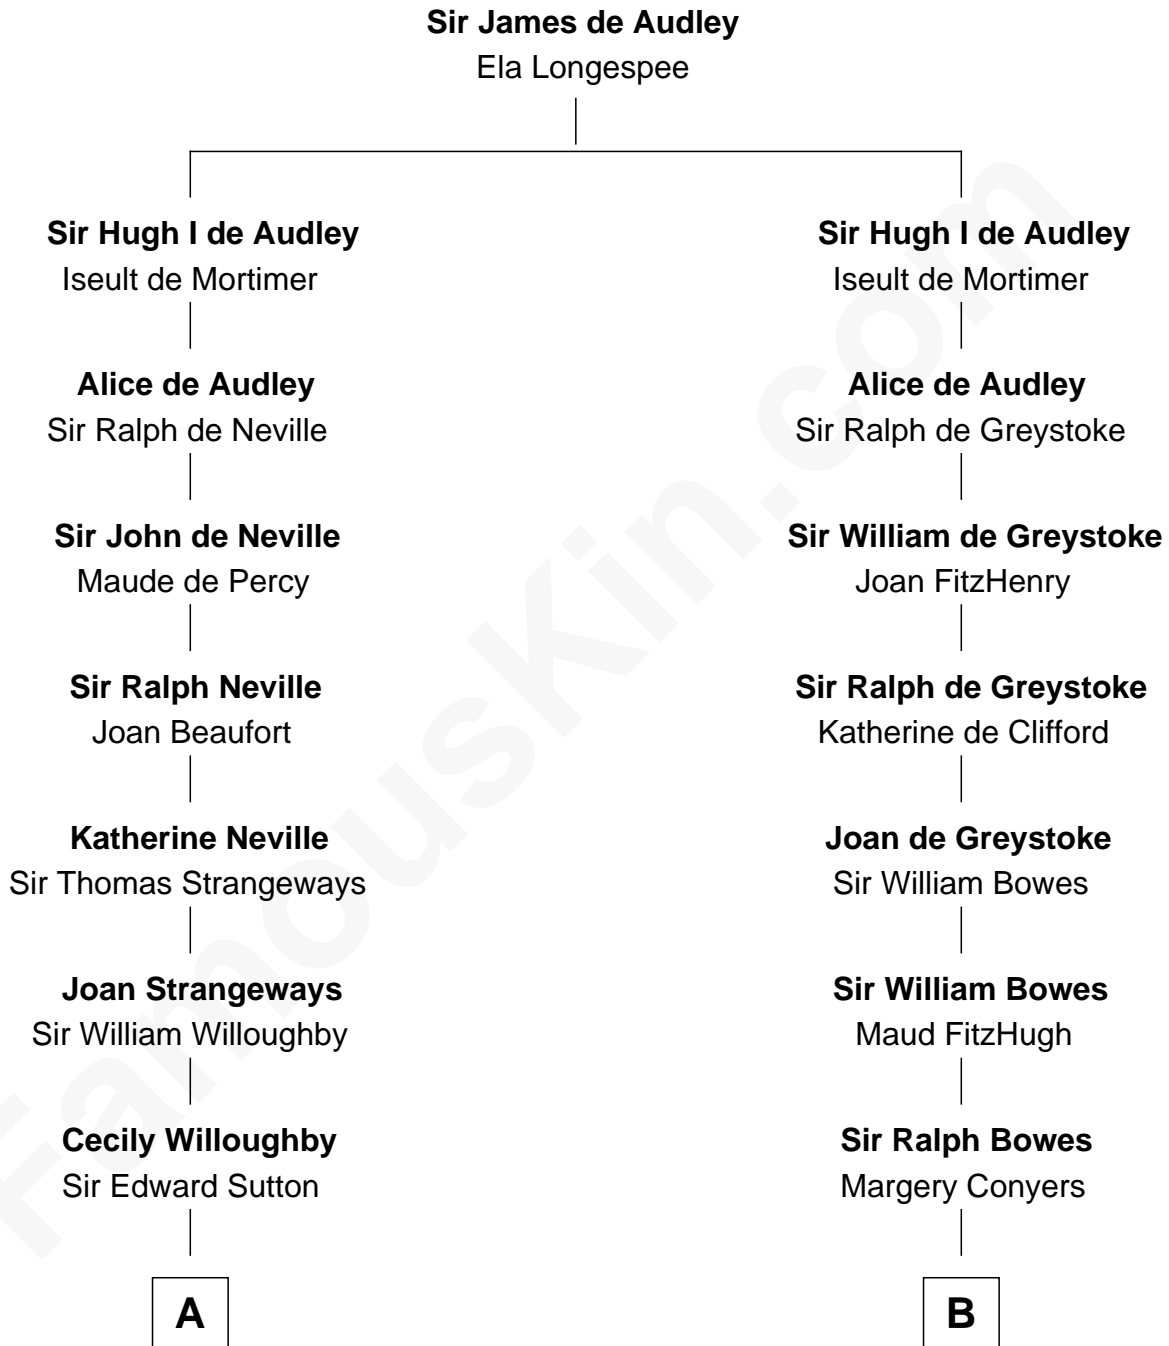 Sir James de Audley
Ela Longespee
Sir Hugh I de Audley
Iseult de Mortimer
Sir Hugh I de Audley
Iseult de Mortimer
Alice de Audley
Sir Ralph de Neville
Alice de Audley
Sir Ralph de Greystoke
Sir John de Neville
Maude de Percy
Sir William de Greystoke
Joan FitzHenry
Sir Ralph Neville
Joan Beaufort
Sir Ralph de Greystoke
Katherine de Clifford
Katherine Neville
Sir Thomas Strangeways
Joan de Greystoke
Sir William Bowes
Joan Strangeways
Sir William Willoughby
Sir William Bowes
Maud FitzHugh
Cecily Willoughby
Sir Edward Sutton
Sir Ralph Bowes
Margery Conyers
A
B
FamousKin.com